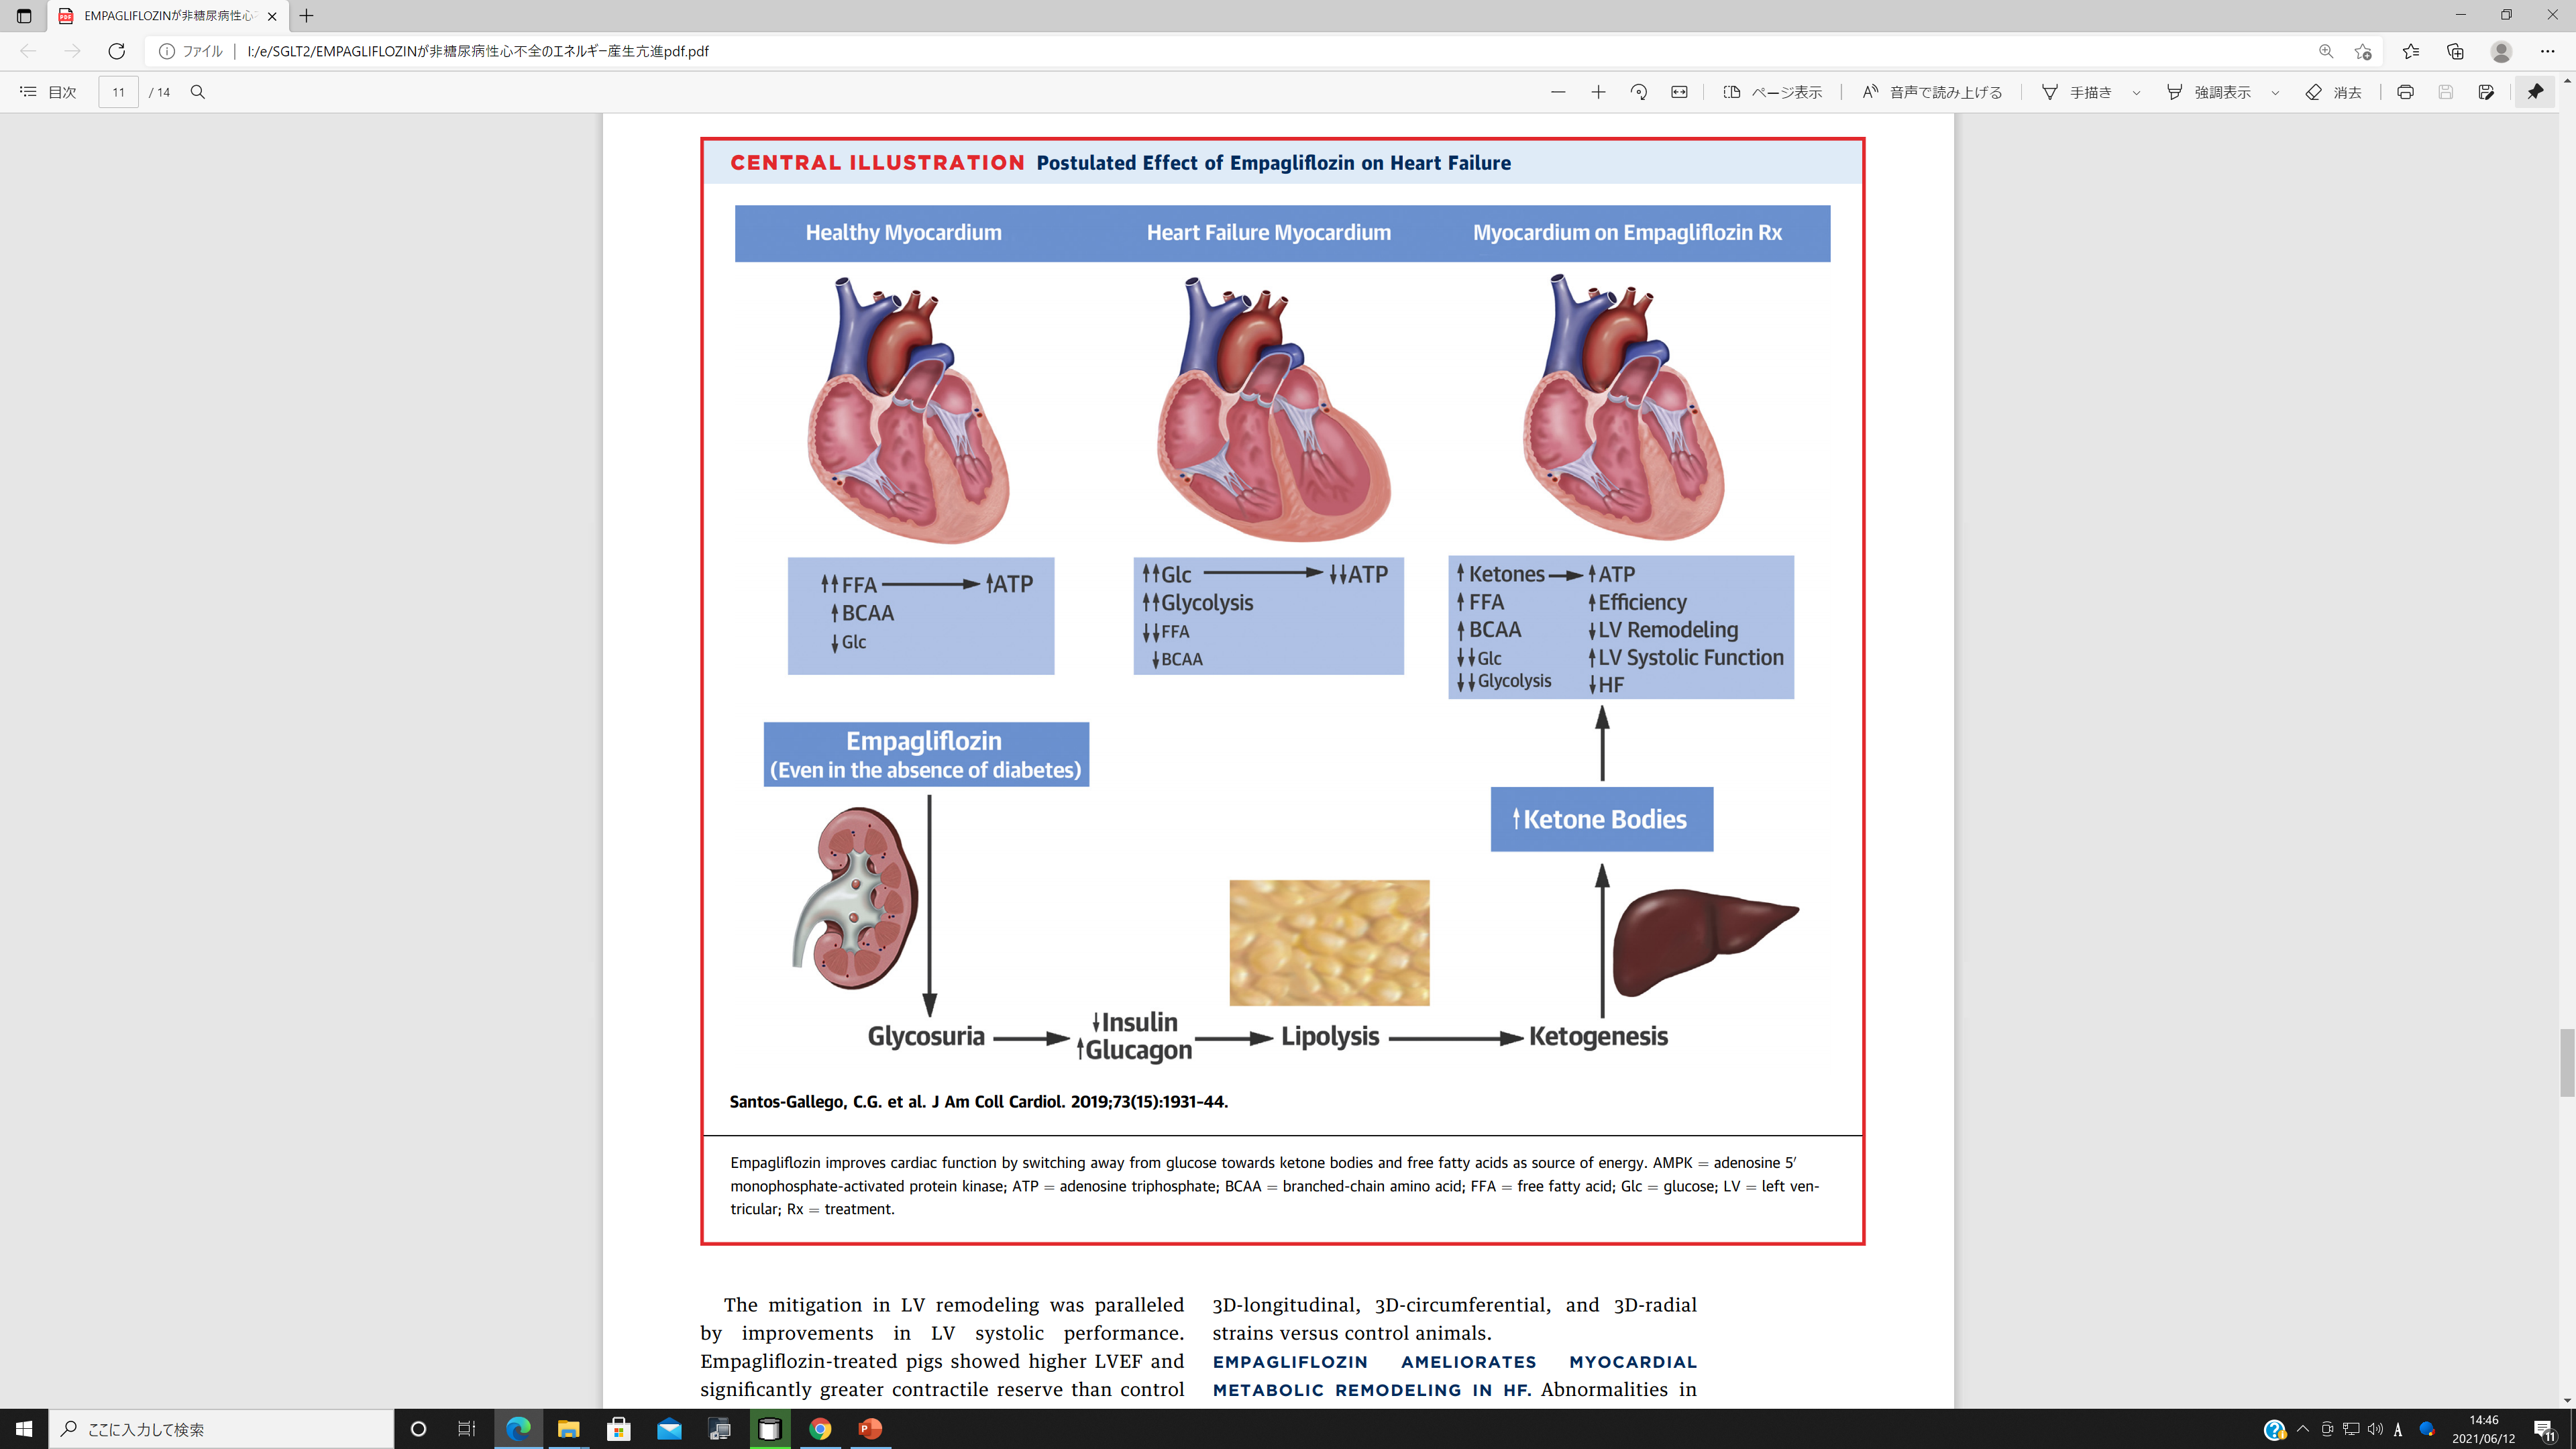 EMPAGLIFLOZINが非糖尿病性心
ファイル
I:/e/SGLT2/EMPAGLIFLOZINが非糖尿病性心不全のエネルギー産生亢進pdf.pdf
目次
11
/ 14
ページ表示
音声で読み上げる
手描き
強調表示
消去
CENTRAL ILLUSTRATION Postulated Effect of Empagliflozin on Heart Failure
Healthy Myocardium
Heart Failure Myocardium
Myocardium on Empagliflozin Rx
↑↑FFA → ↑ATP
↑BCAA
↓Glc
↑↑Glc → ↓↓ATP
↑↑Glycolysis
↓↓FFA
↓BCAA
↑Ketones → ↑ATP
↑FFA ↑Efficiency
↑BCAA ↓LV Remodeling
↓↓Glc ↑LV Systolic Function
↓↓Glycolysis ↓HF
Empagliflozin
(Even in the absence of diabetes)
↑Ketone Bodies
Glycosuria → ↓Insulin ↑Glucagon → Lipolysis → Ketogenesis
Santos-Gallego, C.G. et al. J Am Coll Cardiol. 2019;73(15):1931–44.
Empagliflozin improves cardiac function by switching away from glucose towards ketone bodies and free fatty acids as source of energy. AMPK = adenosine 5′
monophosphate-activated protein kinase; ATP = adenosine triphosphate; BCAA = branched-chain amino acid; FFA = free fatty acid; Glc = glucose; LV = left ven-
tricular; Rx = treatment.
The mitigation in LV remodeling was paralleled
by improvements in LV systolic performance.
Empagliflozin-treated pigs showed higher LVEF and
significantly greater contractile reserve than control
3D-longitudinal, 3D-circumferential, and 3D-radial
strains versus control animals.
EMPAGLIFLOZIN AMELIORATES MYOCARDIAL
METABOLIC REMODELING IN HF. Abnormalities in
ここに入力して検索
A
14:46
2021/06/12
11